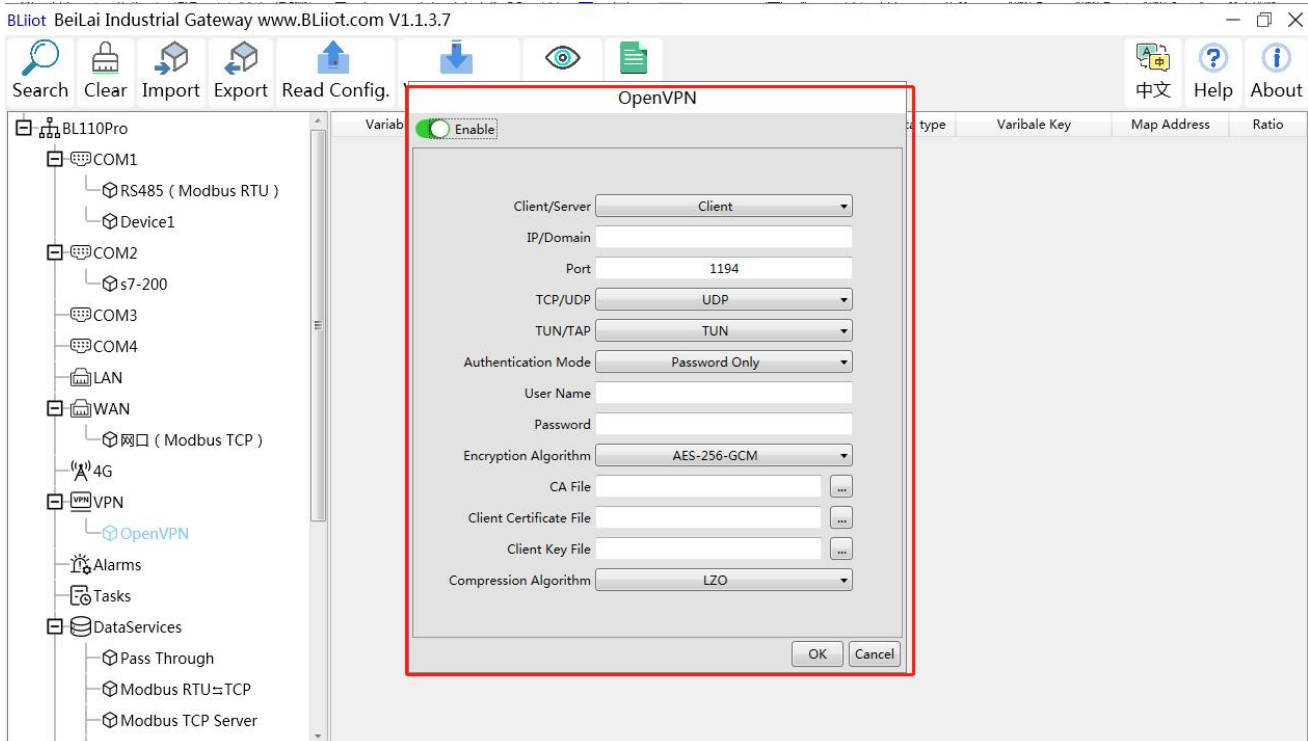 BLiiot BeiLai Industrial Gateway www.BLiiot.com V1.1.3.7
Search Clear Import Export Read Config. 中文 Help About
OpenVPN
Enable
Varibale Key Map Address Ratio
BL110Pro
COM1
RS485 ( Modbus RTU )
Device1
COM2
s7-200
COM3
COM4
LAN
WAN
网口 ( Modbus TCP )
4G
VPN VPN
OpenVPN
Alarms
Tasks
DataServices
Pass Through
Modbus RTU⇆TCP
Modbus TCP Server
Client/Server Client
IP/Domain
Port 1194
TCP/UDP UDP
TUN/TAP TUN
Authentication Mode Password Only
User Name
Password
Encryption Algorithm AES-256-GCM
CA File ...
Client Certificate File ...
Client Key File ...
Compression Algorithm LZO
OK Cancel